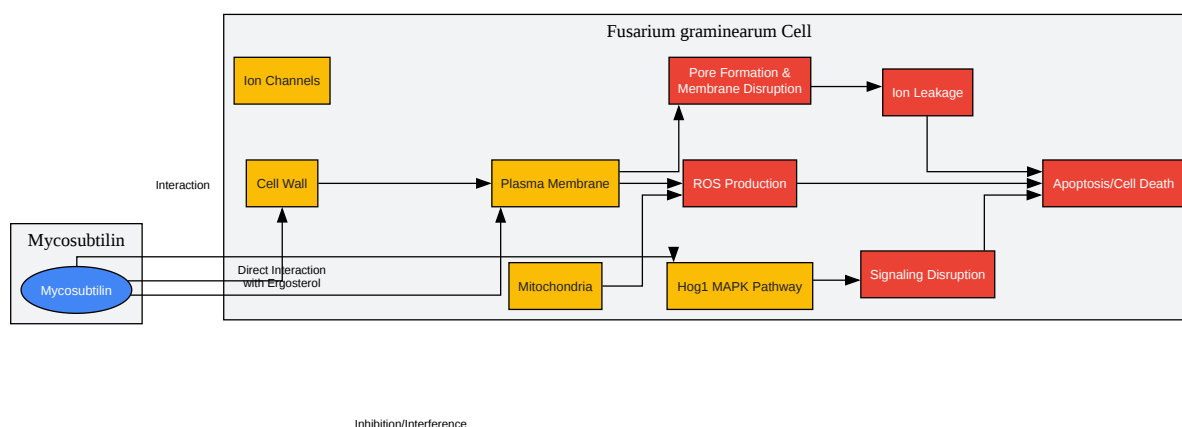 Fusarium graminearum Cell
Ion Channels
Pore Formation &
Membrane Disruption
Ion Leakage
Interaction
Cell Wall
Plasma Membrane
ROS Production
Apoptosis/Cell Death
Mycosubtilin
Mycosubtilin
Direct Interaction
with Ergosterol
Mitochondria
Hog1 MAPK Pathway
Signaling Disruption
Inhibition/Interference